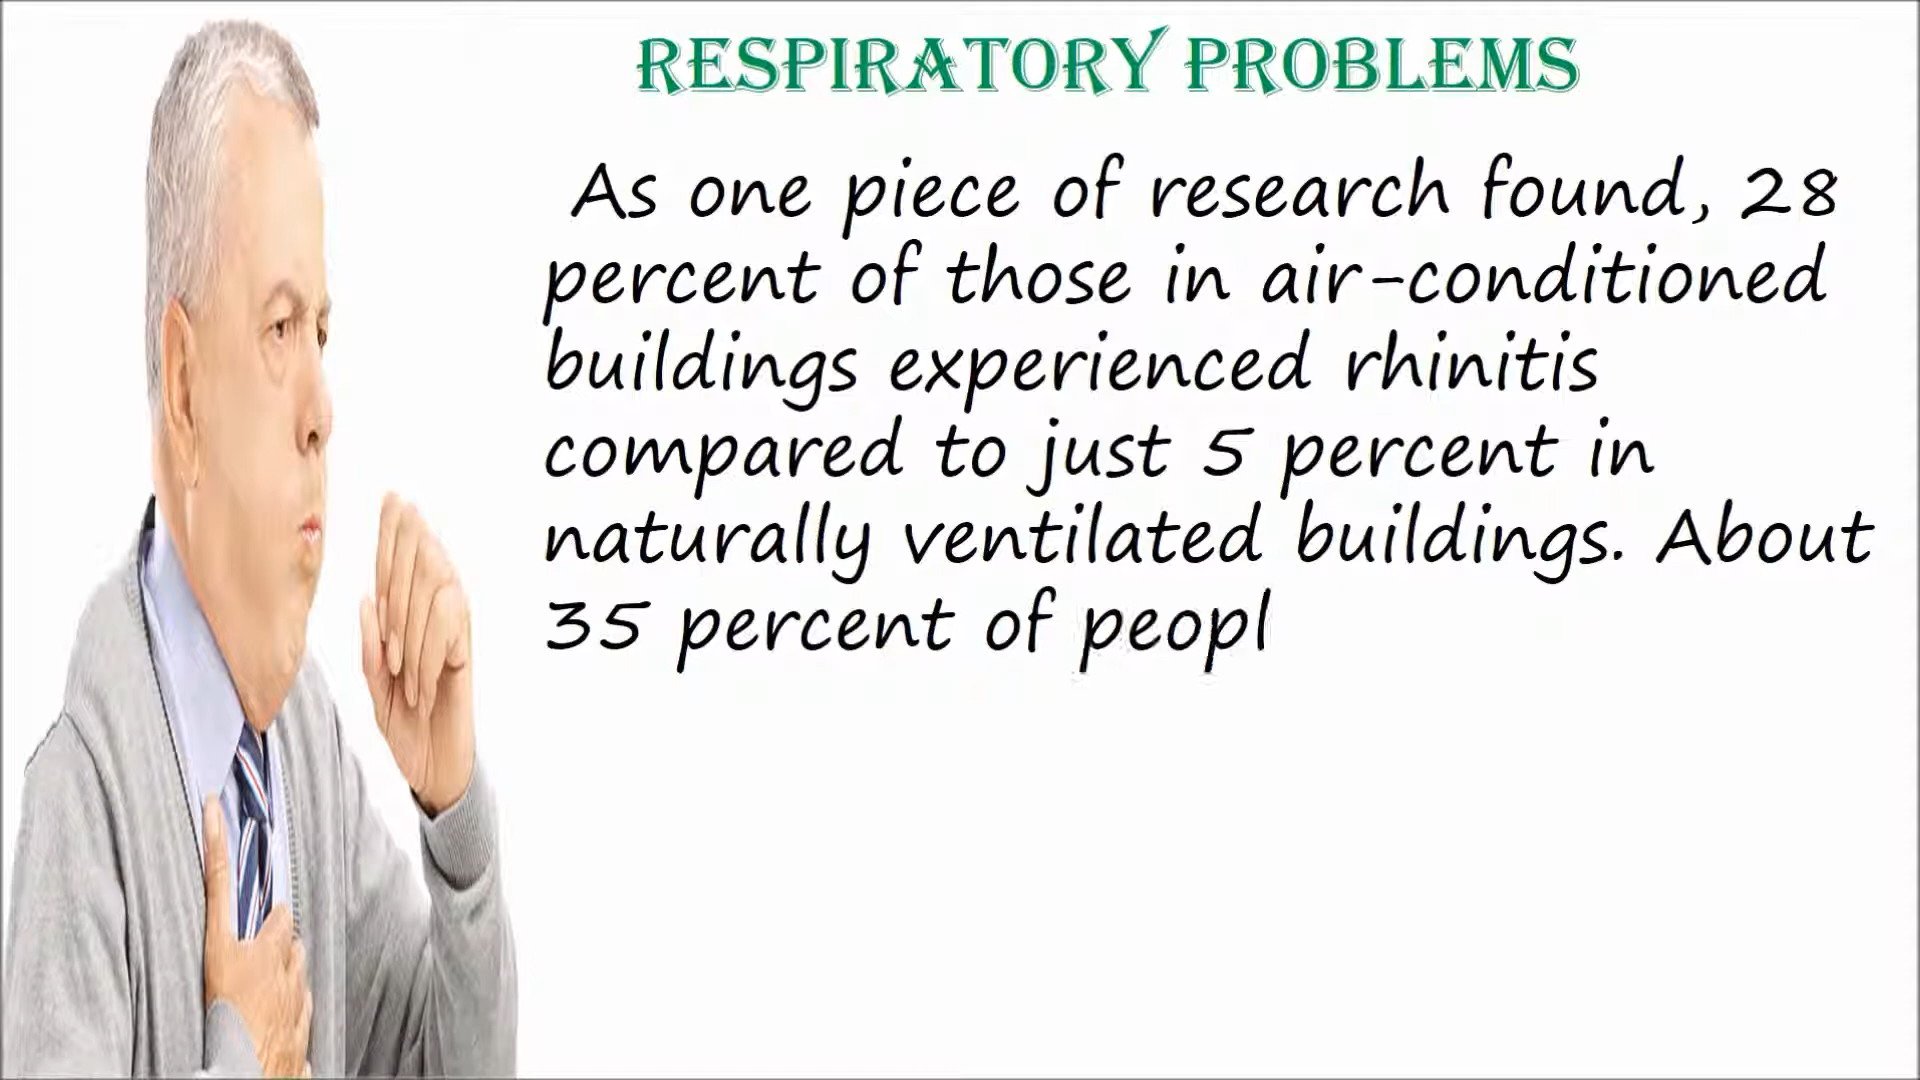 RESPIRATORY PROBLEMS
As one piece of research found, 28
percent of those in air-conditioned
buildings experienced rhinitis
compared to just 5 percent in
naturally ventilated buildings. About
35 percent of peopl